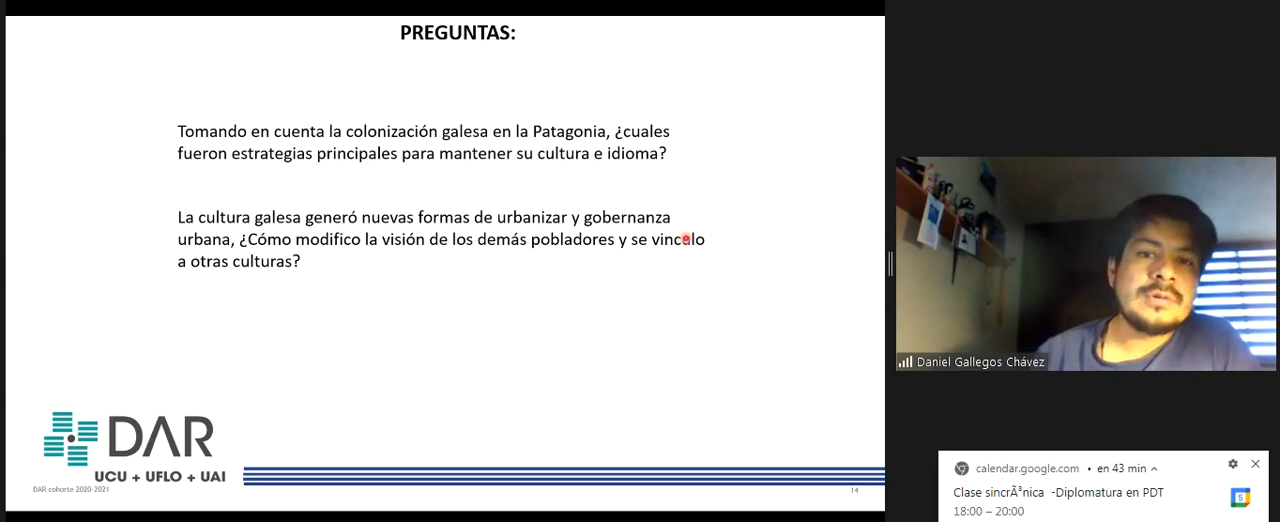 PREGUNTAS:
Tomando en cuenta la colonización galesa en la Patagonia, ¿cuales
fueron estrategias principales para mantener su cultura e idioma?
La cultura galesa generó nuevas formas de urbanizar y gobernanza
urbana, ¿Cómo modifico la visión de los demás pobladores y se vinculo
a otras culturas?
DAR
UCU + UFLO + UAI
DAR cohorte 2020-2021
14
Daniel Gallegos Chávez
calendar.google.com • en 43 min
Clase sincrÃ³nica -Diplomatura en PDT
18:00 – 20:00